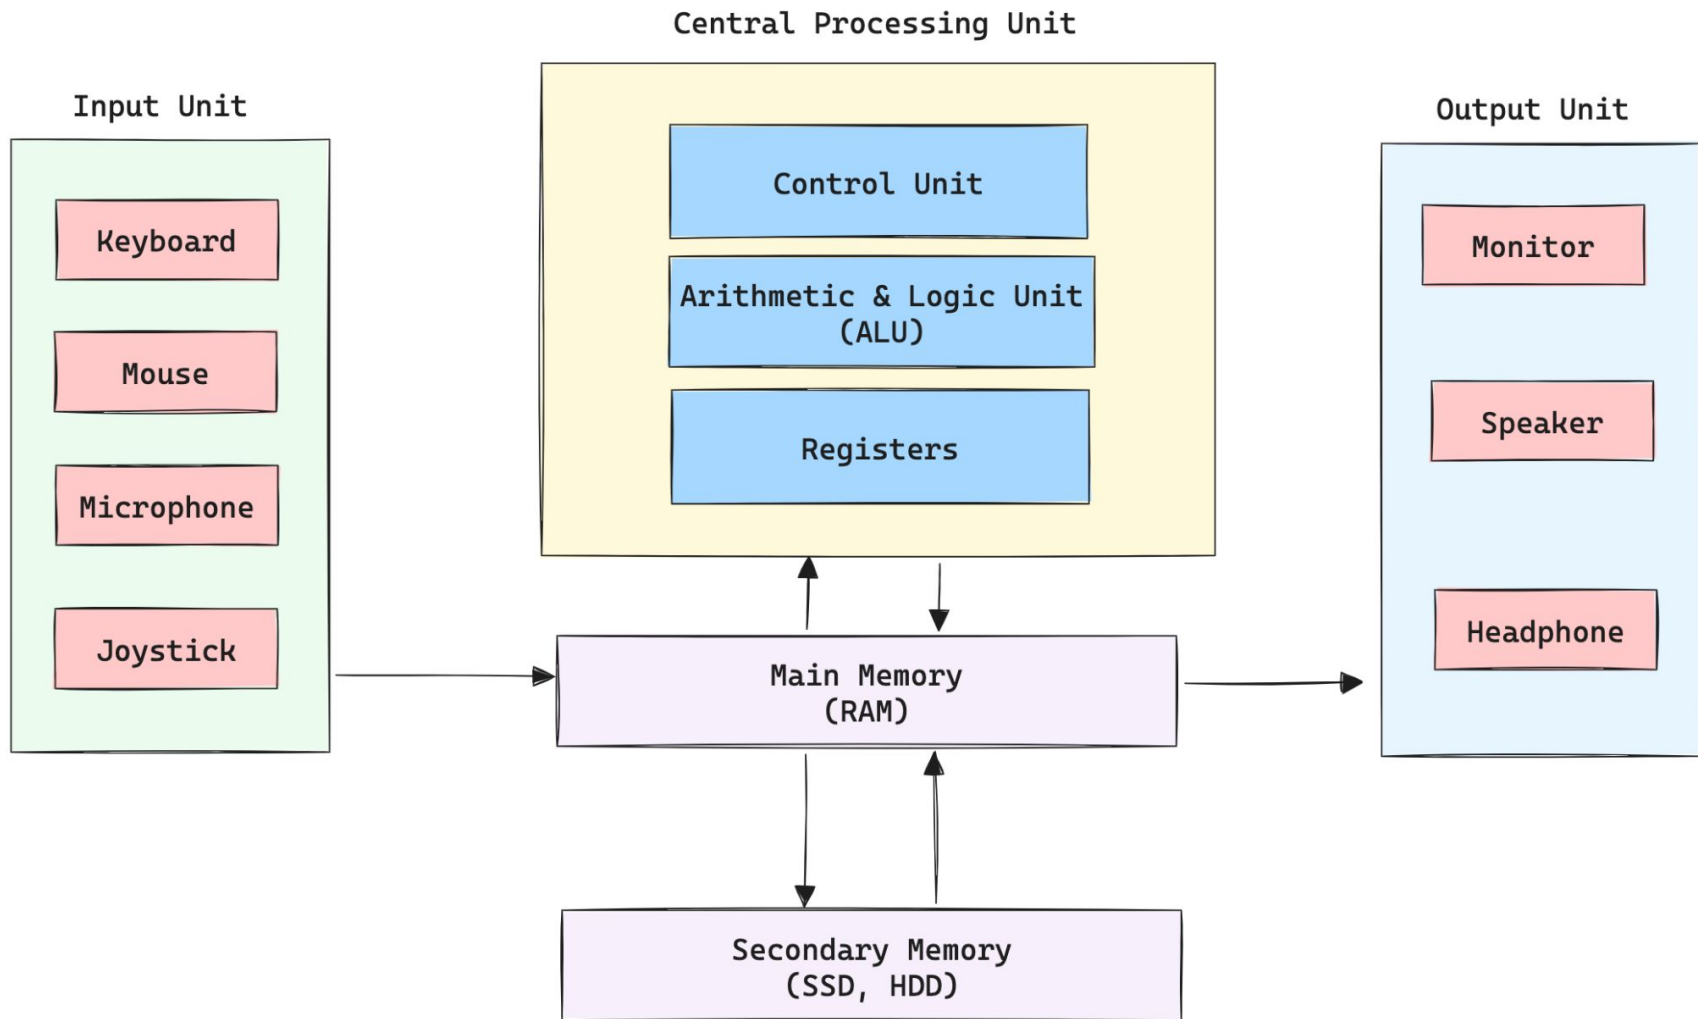 Central Processing Unit
Input Unit
Output Unit
Keyboard
Mouse
Microphone
Joystick
Control Unit
Arithmetic & Logic Unit
(ALU)
Registers
Monitor
Speaker
Headphone
Main Memory
(RAM)
Secondary Memory
(SSD, HDD)